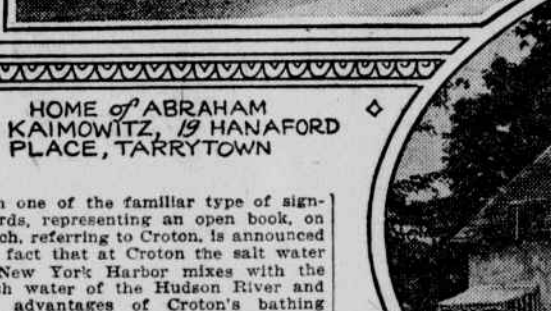 HOME of ABRAHAM
KAIMOWITZ, 19 HANAFORD
PLACE, TARRYTOWN
n one of the familiar type of sign-
rds, representing an open book, on
ch, referring to Croton, is announced
fact that at Croton the salt water
New York Harbor mixes with the
h water of the Hudson River and
advantages of Croton's bathing